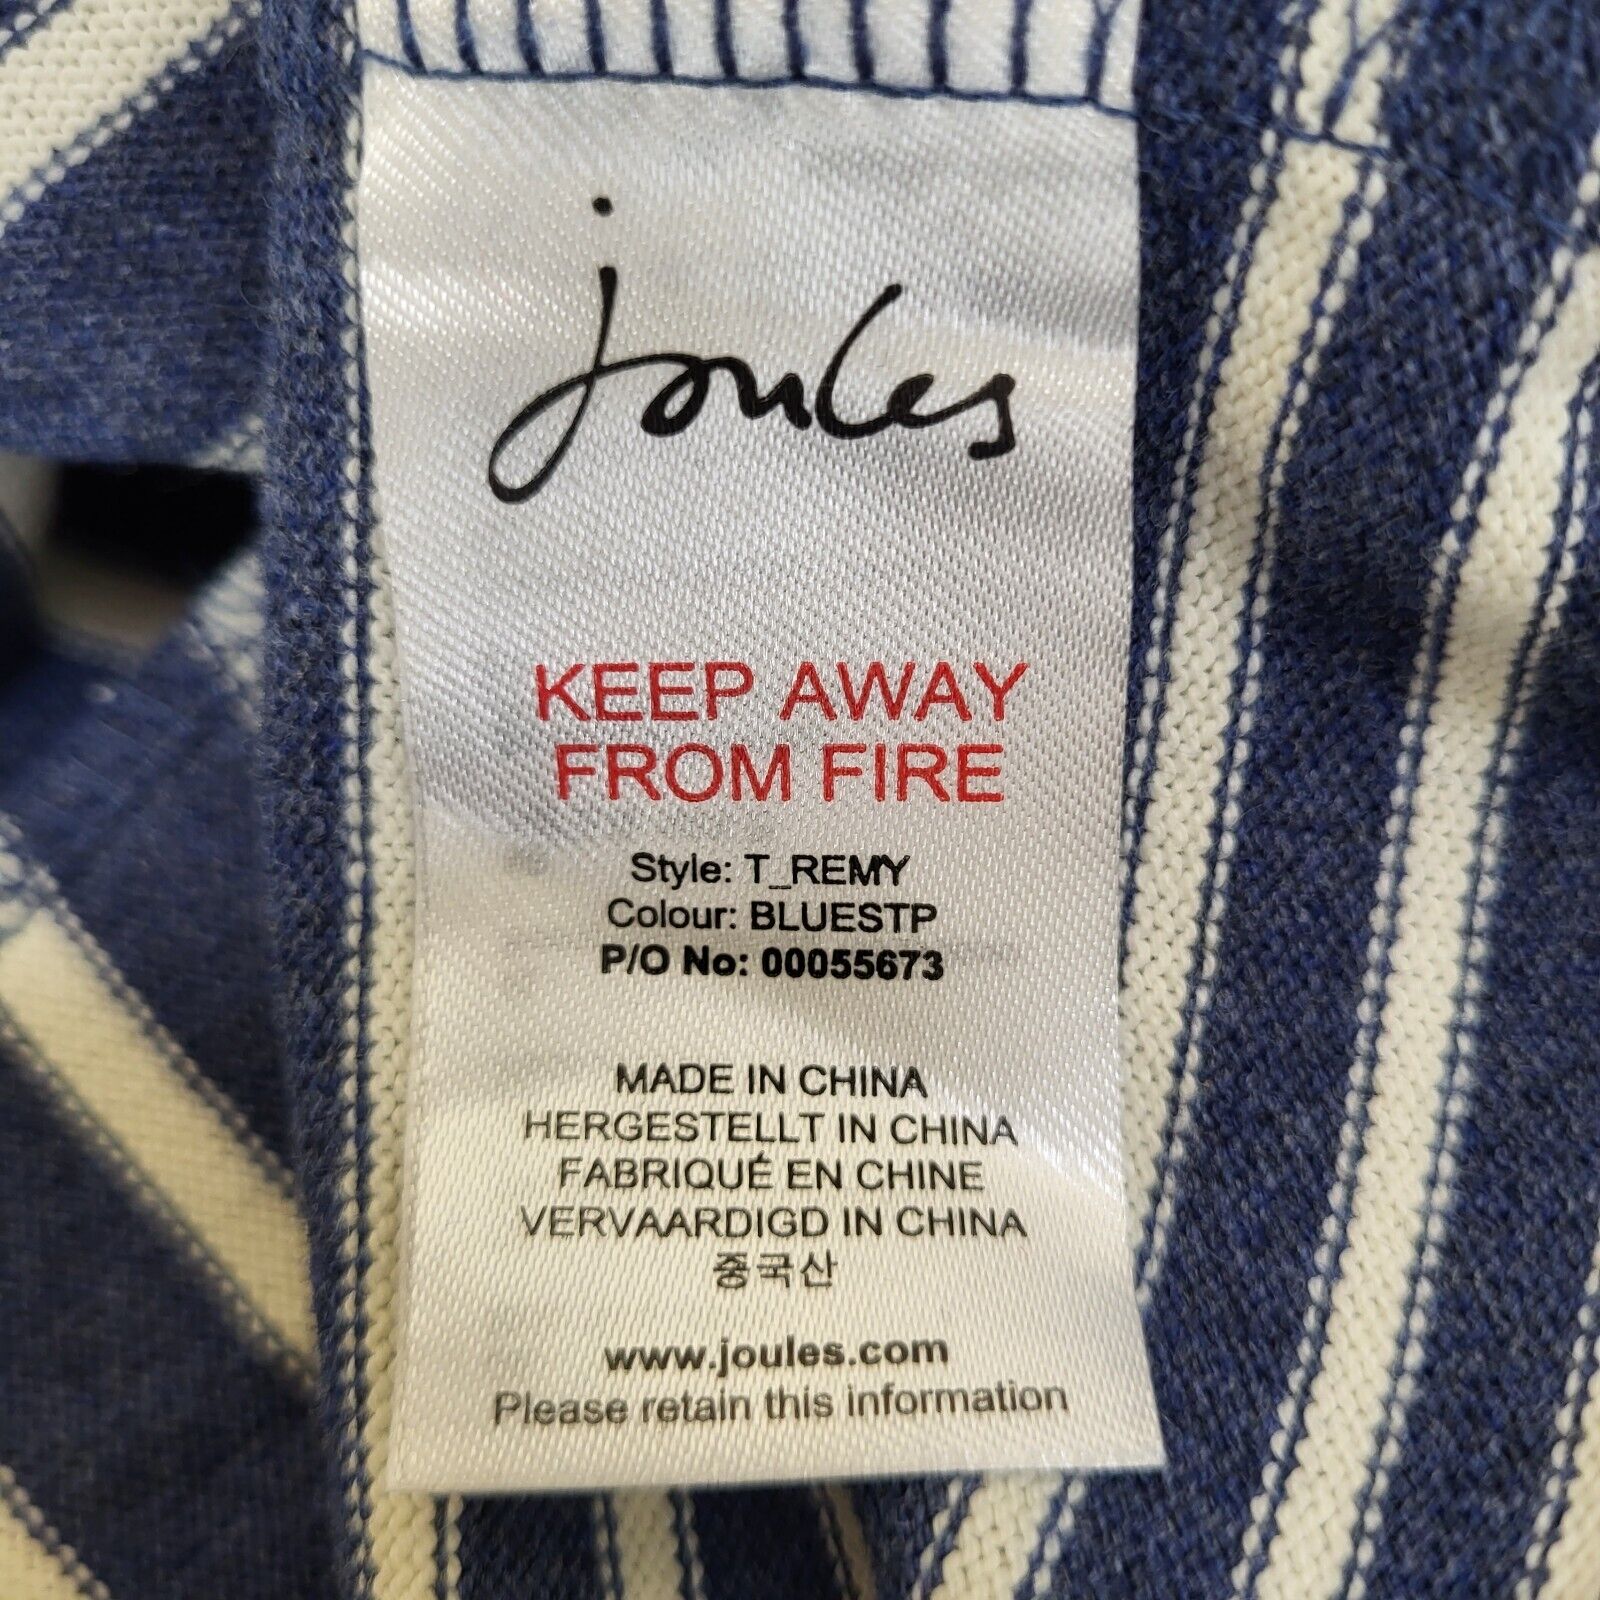 joules
KEEP AWAY
FROM FIRE
Style: T_REMY
Colour: BLUESTP
P/O No: 00055673
MADE IN CHINA
HERGESTELLT IN CHINA
FABRIQUÉ EN CHINE
VERVAARDIGD IN CHINA
중국산
www.joules.com
Please retain this information